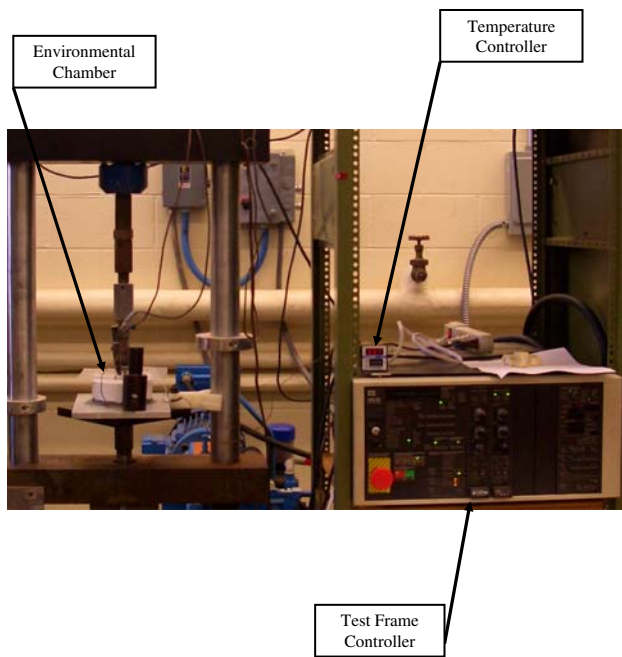 Temperature
Controller
Environmental
Chamber
Test Frame
Controller